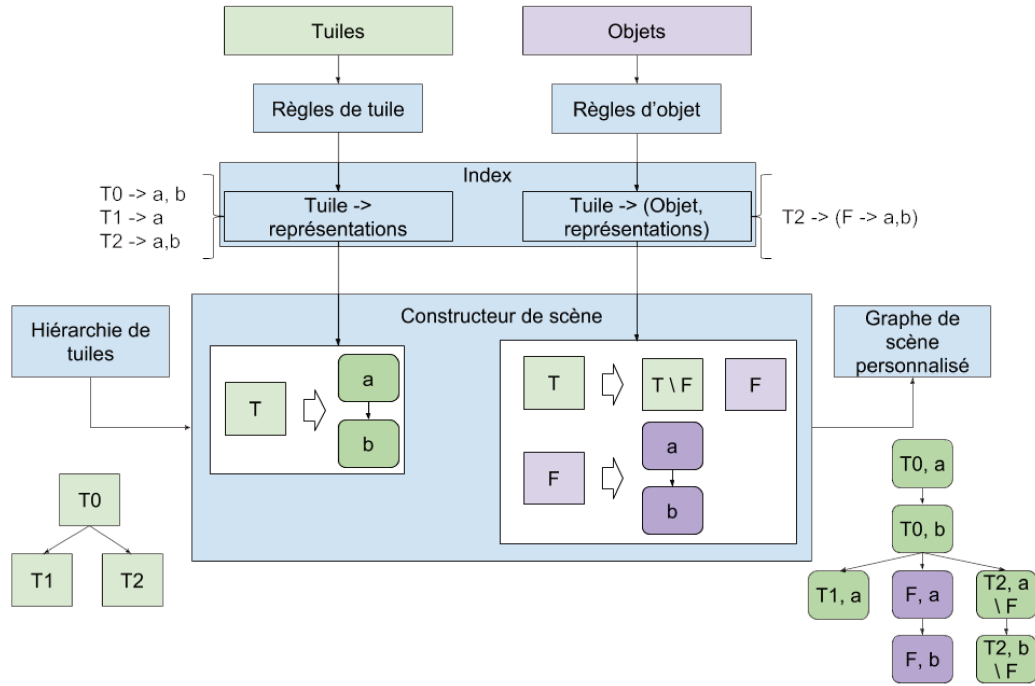 Tuiles
Objets
Règles de tuile
Règles d'objet
Index
T0 -> a, b
T1 -> a
T2 -> a,b
Tuile ->
représentations
Tuile -> (Objet,
représentations)
T2 -> (F -> a,b)
Hiérarchie de
tuiles
Constructeur de scène
Graphe de
scène
personnalisé
T
a
b
T
T \ F
F
F
a
b
T0
T1
T2
T0, a
T0, b
T1, a
F, a
T2, a
\ F
F, b
T2, b
\ F